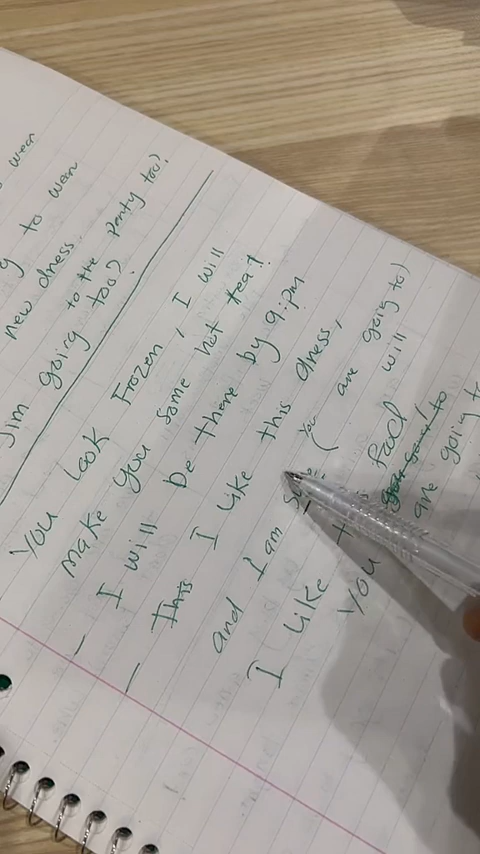 wear
to wear
new dress.
Jim going to the party too?
too?
You look Frozen, I will
make you some hot tea!
- I will be there by 9:pm
- this I like this dress,
and I am
You are going to)
I like
You will
are going to